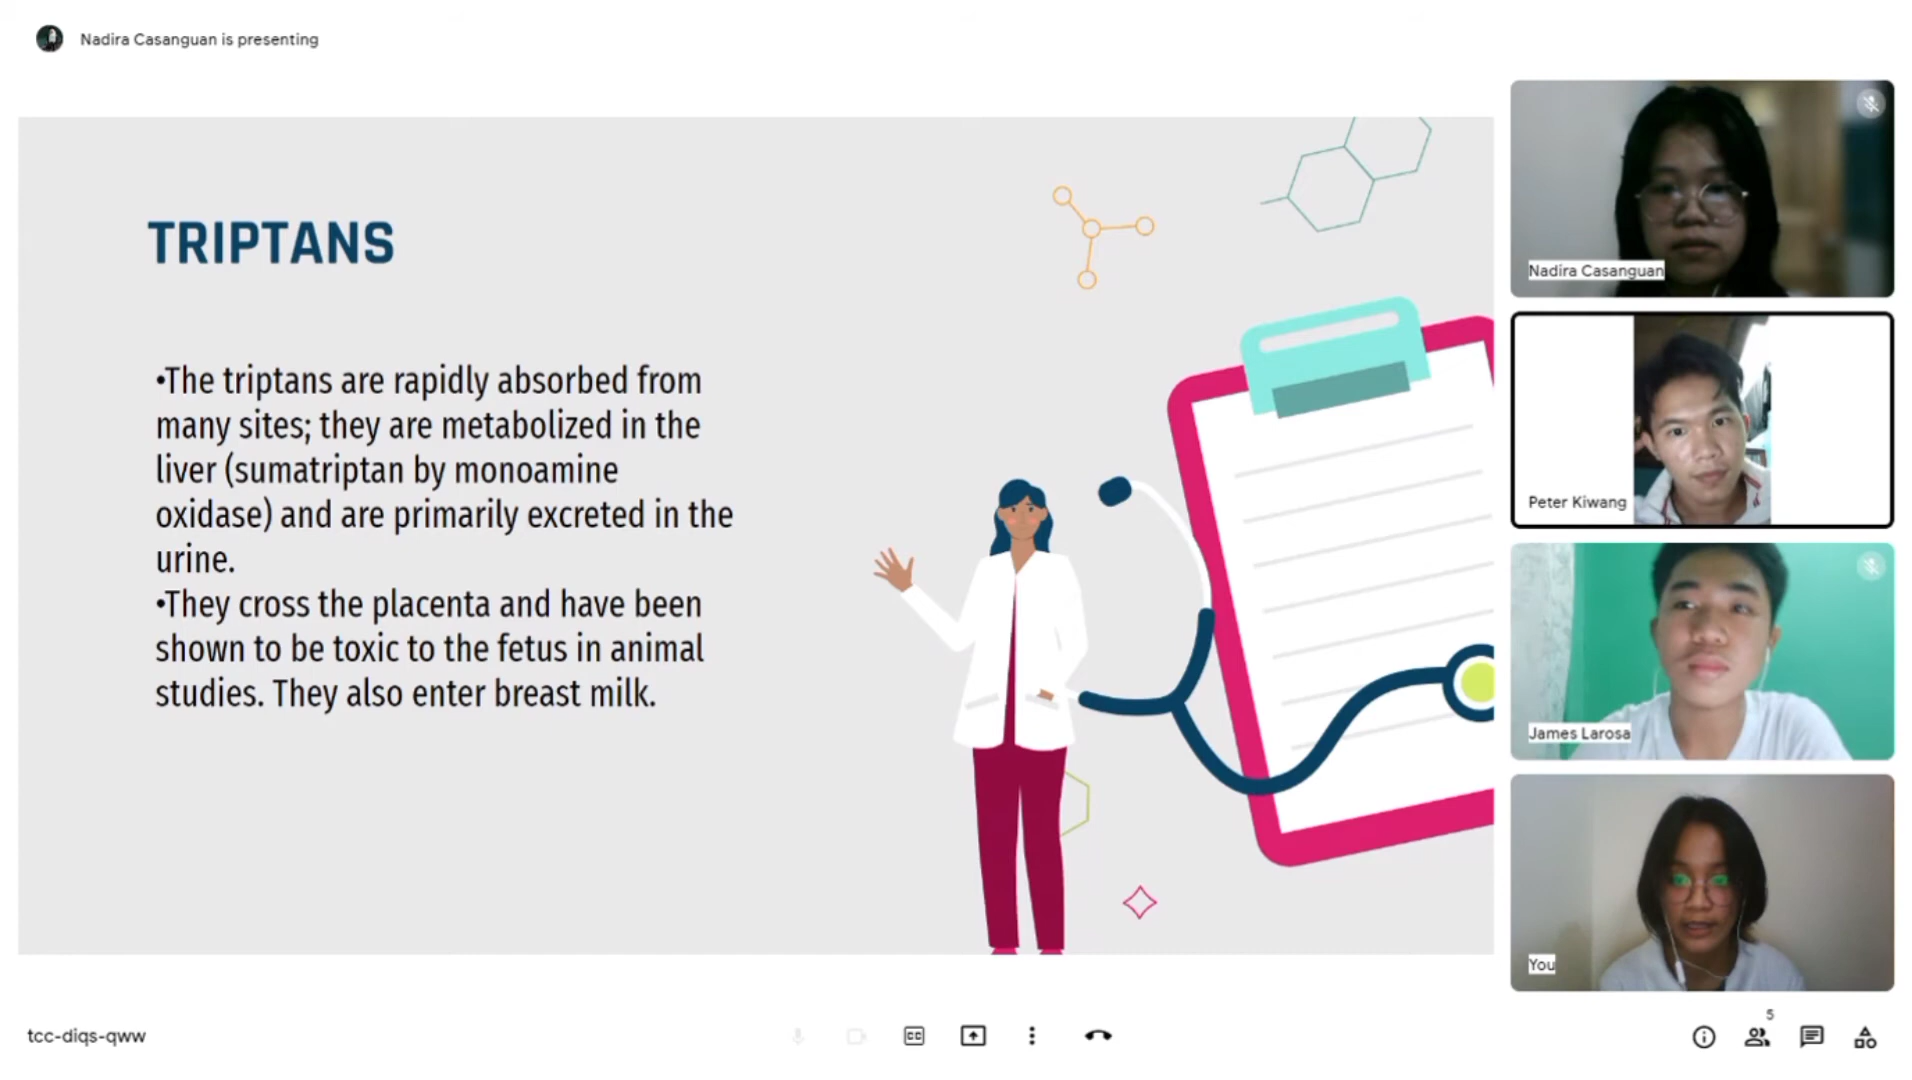 Nadira Casanguan is presenting
TRIPTANS
•The triptans are rapidly absorbed from
many sites; they are metabolized in the
liver (sumatriptan by monoamine
oxidase) and are primarily excreted in the
urine.
•They cross the placenta and have been
shown to be toxic to the fetus in animal
studies. They also enter breast milk.
Nadira Casanguan
Peter Kiwang
James Larosa
You
tcc-diqs-qww
CC
5